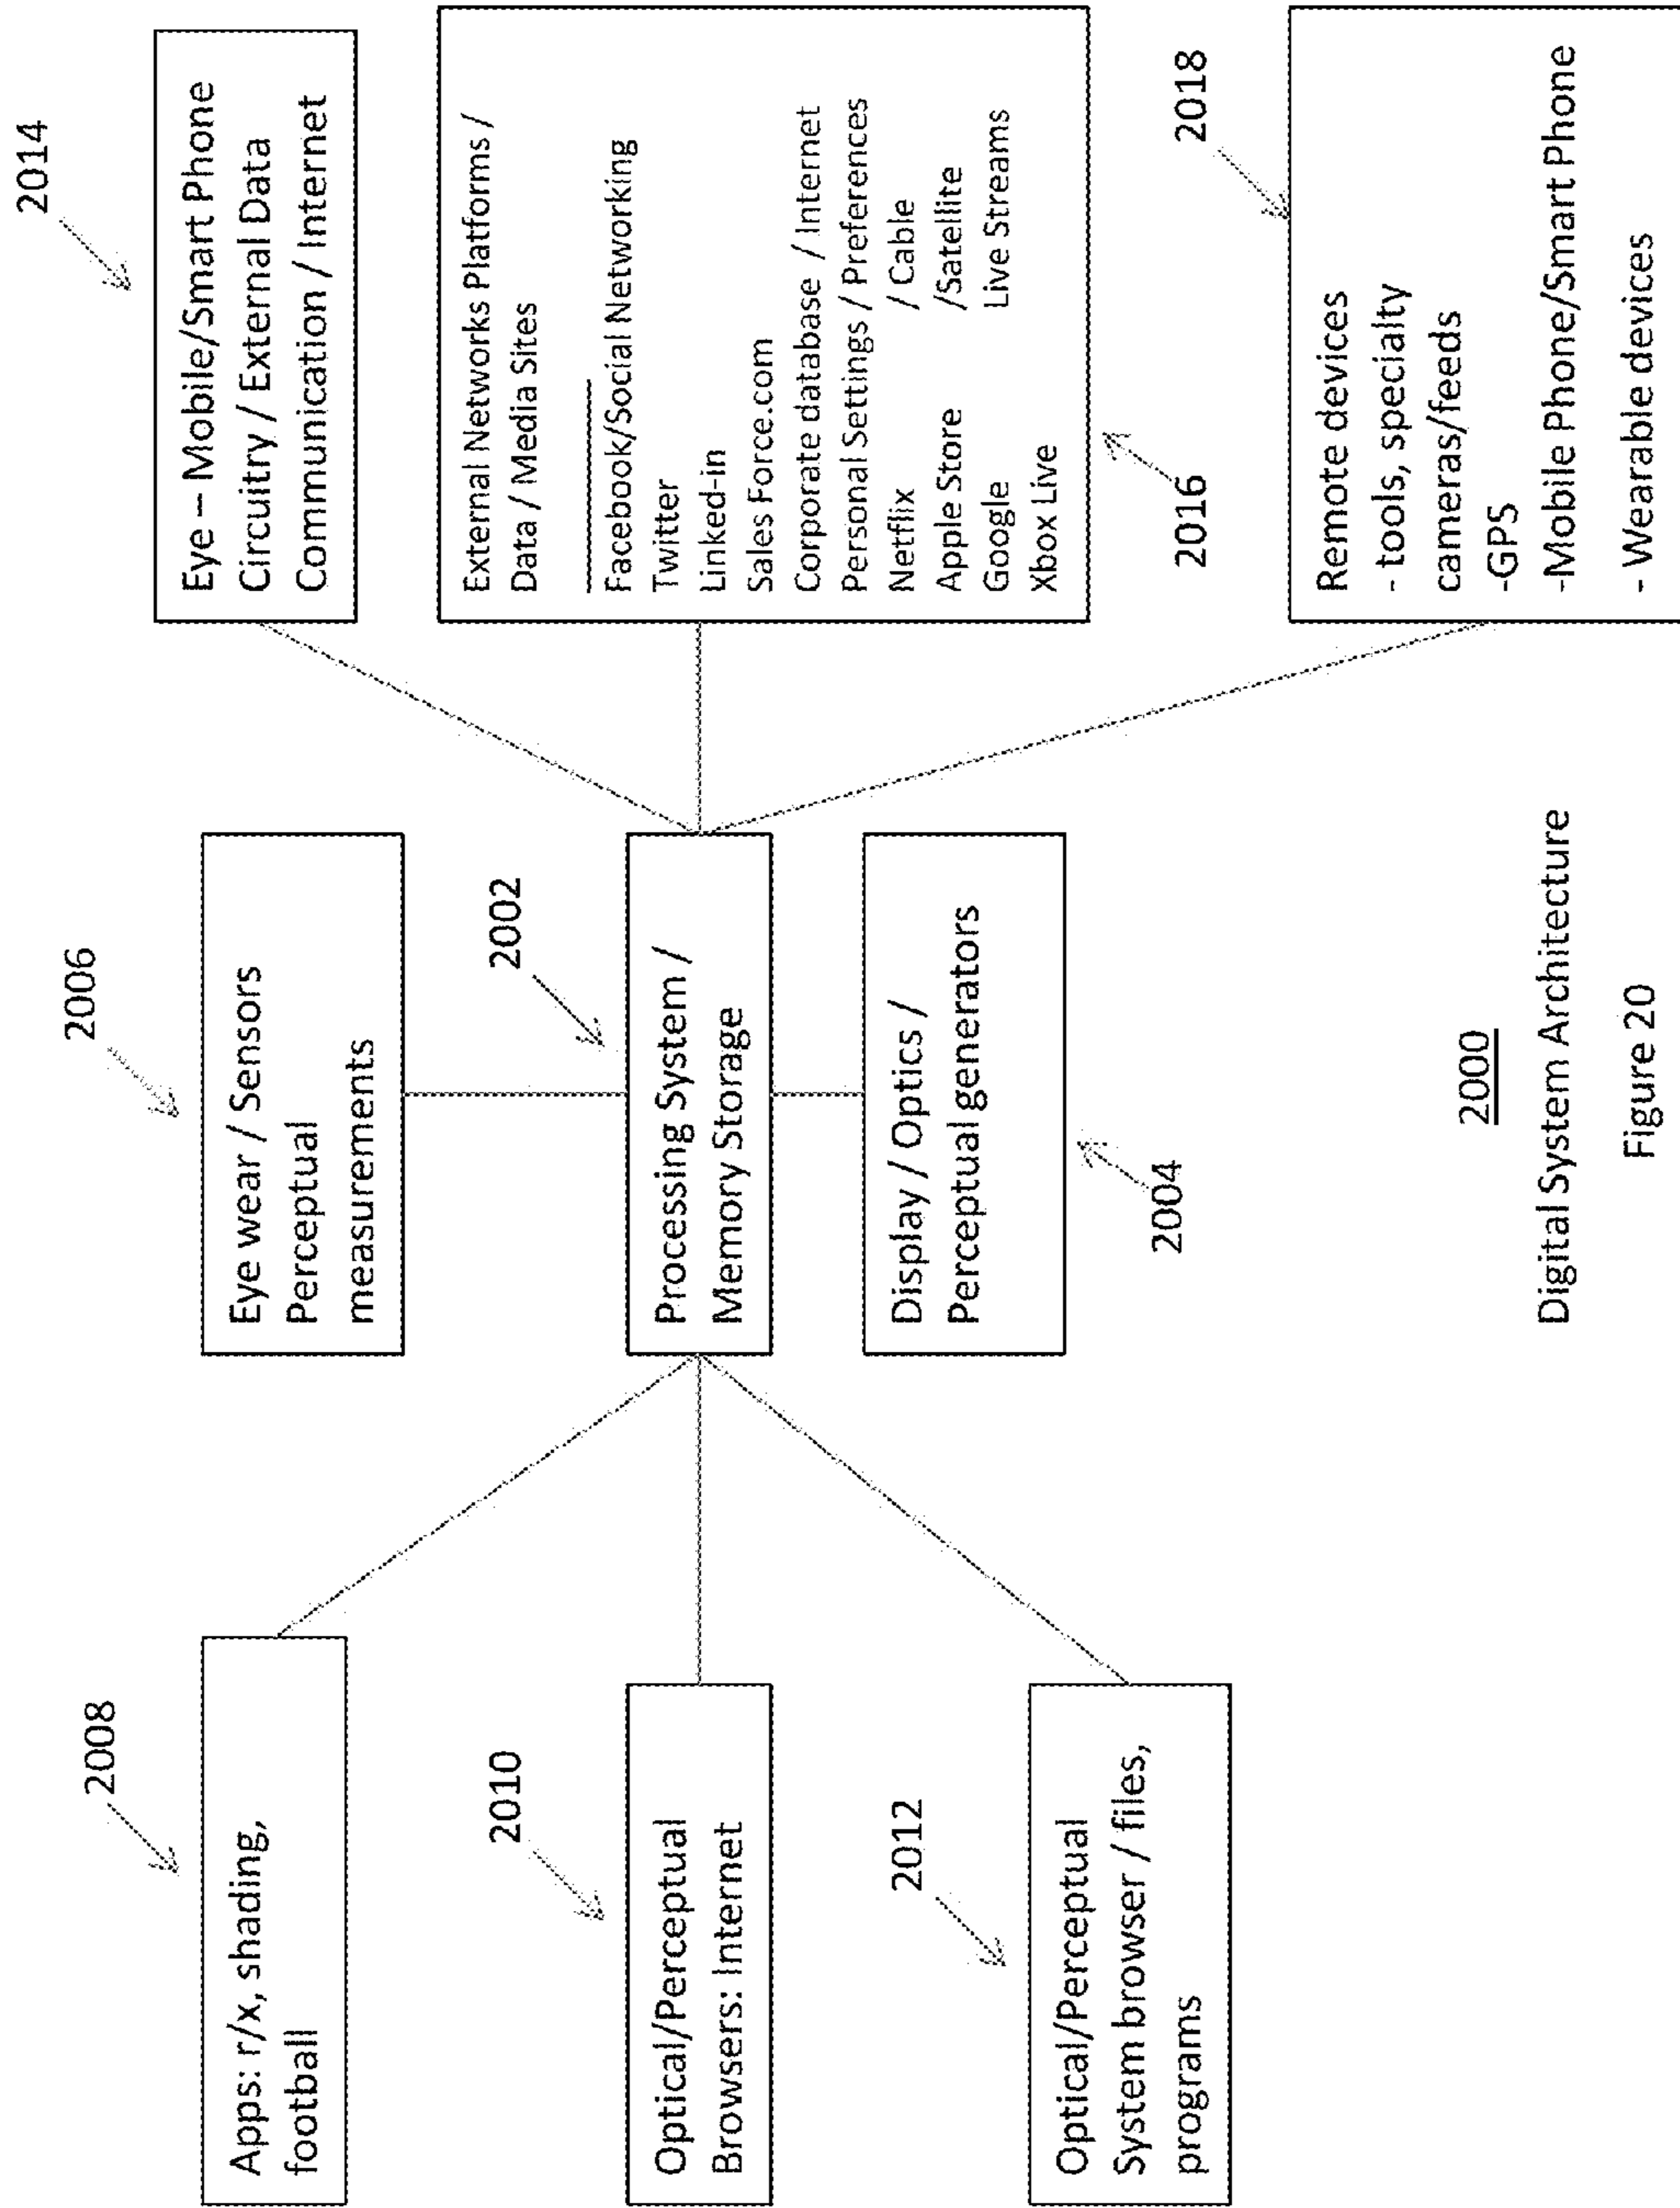 2008
Apps: r/x, shading,
football
2010
Optical/Perceptual
Browsers: Internet
2012
Optical/Perceptual
System browser / files,
programs
2006
Eye wear / Sensors
Perceptual
measurements
2002
Processing System /
Memory Storage
Display / Optics /
Perceptual generators
2004
2014
Eye – Mobile/Smart Phone
Circuitry / External Data
Communication / Internet
External Networks Platforms /
Data / Media Sites
Facebook/Social Networking
Twitter
Linked-in
Sales Force.com
Corporate database / Internet
Personal Settings / Preferences
Netflix / Cable
Apple Store /Satellite
Google Live Streams
Xbox Live
2016
2018
Remote devices
- tools, specialty
cameras/feeds
-GPS
-Mobile Phone/Smart Phone
- Wearable devices
2000
Digital System Architecture
Figure 20